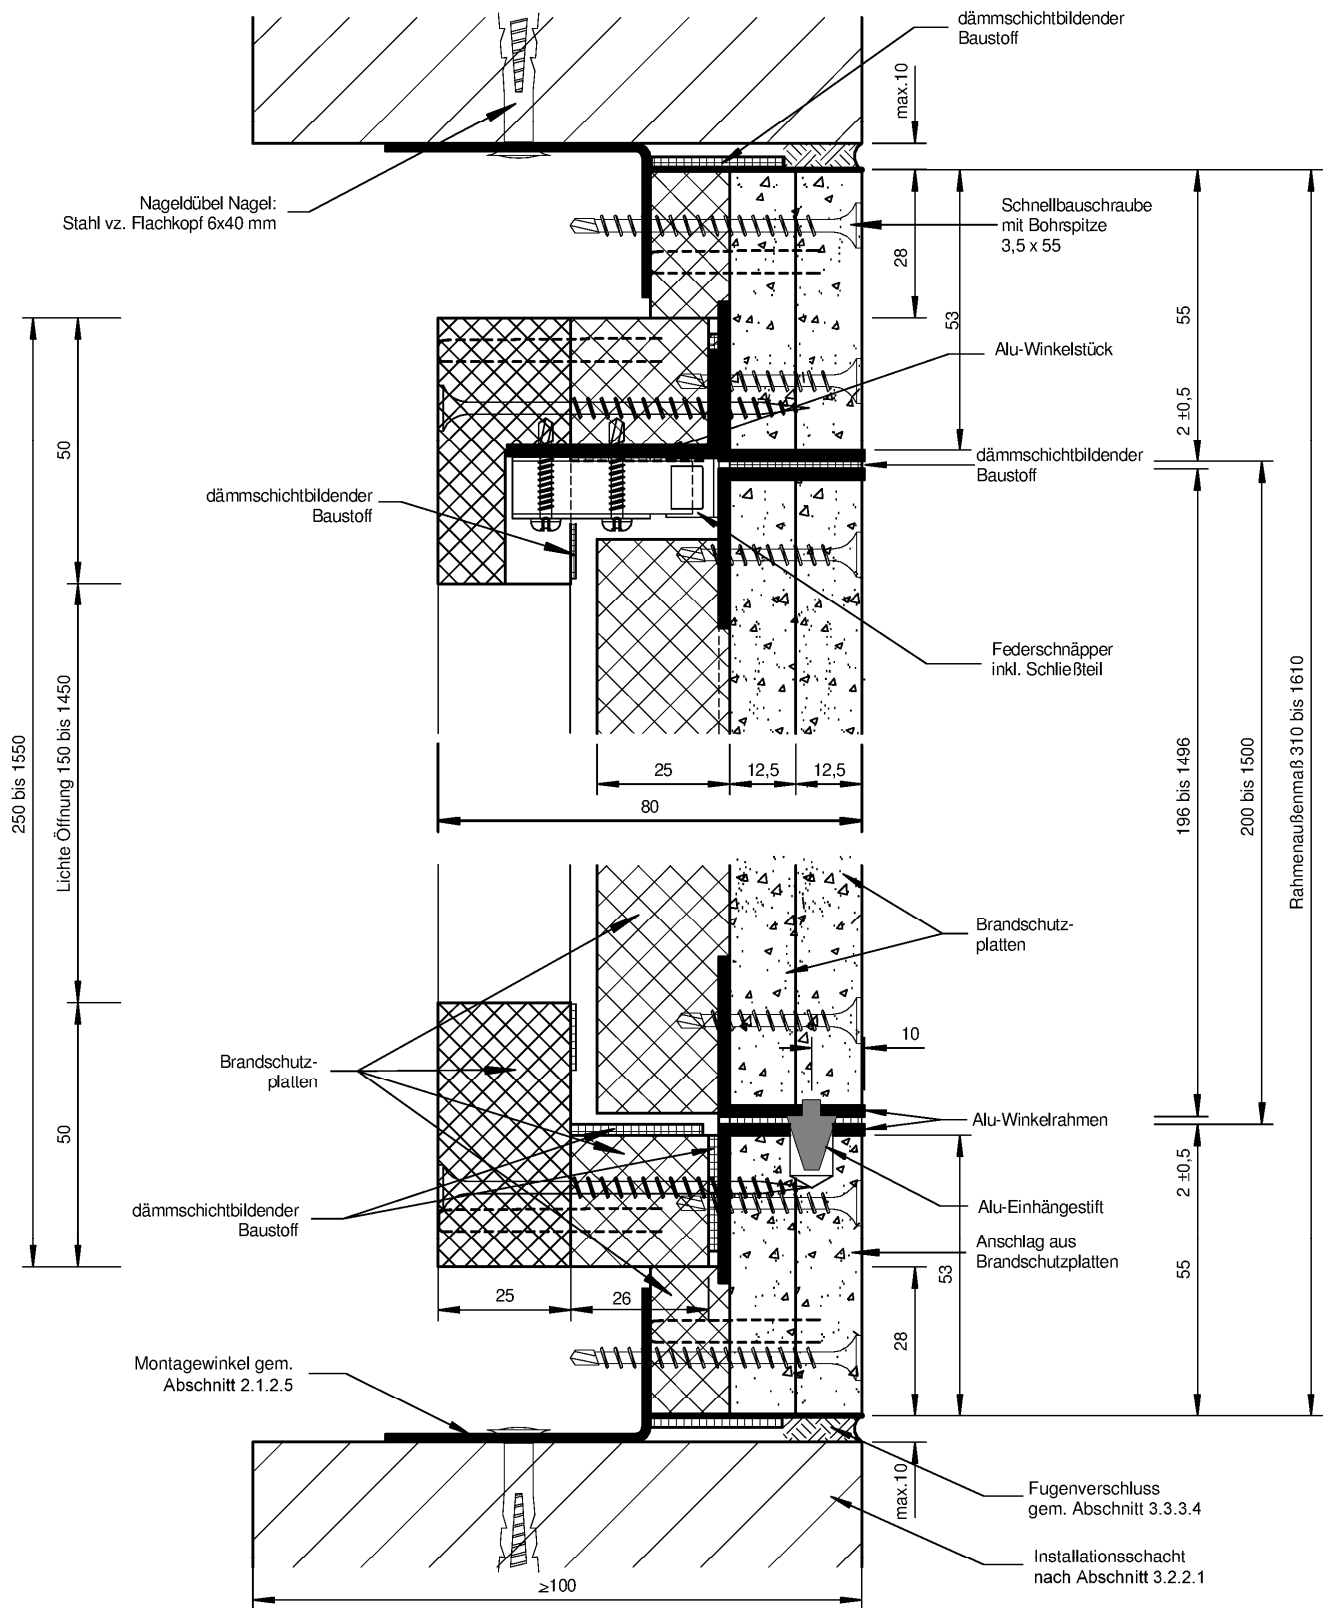 dämmschichtbildender
Baustoff
max.10
Nageldübel Nagel:
Stahl vz. Flachkopf 6x40 mm
Schnellbauschraube
mit Bohrspitze
3,5 x 55
28
53
55
Alu-Winkelstück
2 ±0,5
50
dämmschichtbildender
Baustoff
dämmschichtbildender
Baustoff
Federschnäpper
inkl. Schließteil
250 bis 1550
Lichte Öffnung 150 bis 1450
25
12,5
12,5
80
196 bis 1496
200 bis 1500
Rahmenaußenmaß 310 bis 1610
Brandschutz-
platten
10
Brandschutz-
platten
Alu-Winkelrahmen
50
2 ±0,5
dämmschichtbildender
Baustoff
Alu-Einhängestift
Anschlag aus
Brandschutzplatten
53
55
25
26
28
Montagewinkel gem.
Abschnitt 2.1.2.5
max.10
Fugenverschluss
gem. Abschnitt 3.3.3.4
Installationsschacht
nach Abschnitt 3.2.2.1
≥100